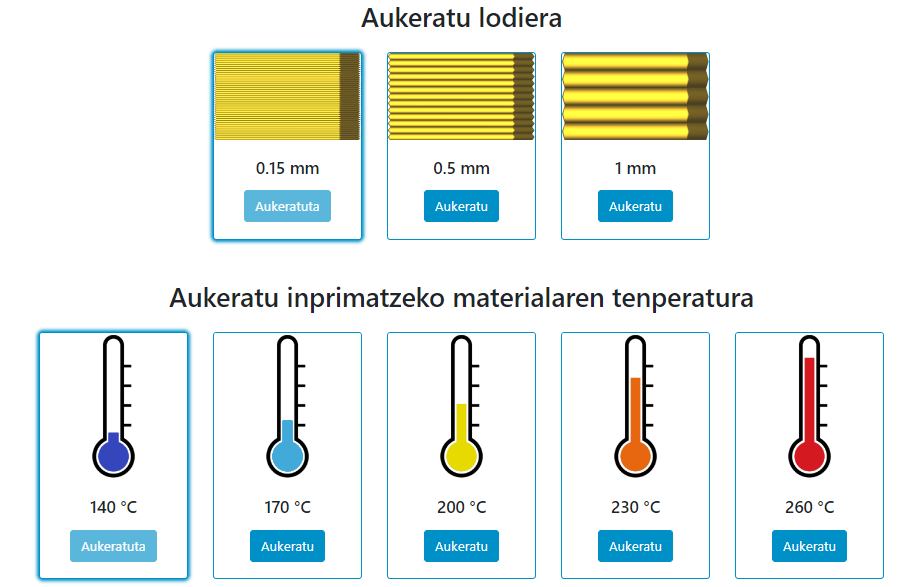 Aukeratu lodiera
0.15 mm
0.5 mm
1 mm
Aukeratuta
Aukeratu
Aukeratu
Aukeratu inprimatzeko materialaren tenperatura
140 °C
170 °C
200 °C
230 °C
260 °C
Aukeratuta
Aukeratu
Aukeratu
Aukeratu
Aukeratu